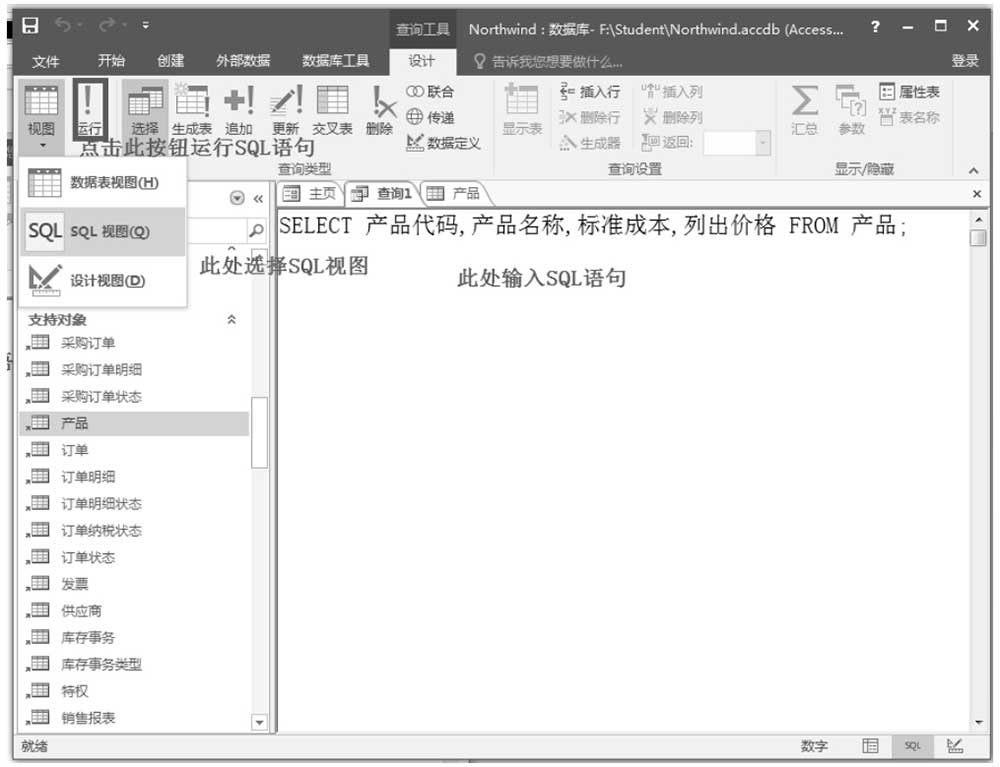 查询工具
Northwind : 数据库- F:\Student\Northwind.accdb (Access...
?
文件 开始 创建 外部数据 数据库工具 设计 告诉我您想要做什么... 登录
视图 运行 选择 生成表 追加 更新 交叉表 删除
联合
传递
数据定义
显示表
插入行
删除行
生成器
插入列
删除列
返回:
汇总 参数
属性表
表名称
点击此按钮运行SQL语句
查询类型 查询设置 显示/隐藏
数据表视图(H)
SQL SQL 视图(Q)
设计视图(D)
主页 查询1 产品
SELECT 产品代码,产品名称,标准成本,列出价格 FROM 产品;
此处选择SQL视图
此处输入SQL语句
支持对象
采购订单
采购订单明细
采购订单状态
产品
订单
订单明细
订单明细状态
订单纳税状态
订单状态
发票
供应商
库存事务
库存事务类型
特权
销售报表
就绪 数字 SQL